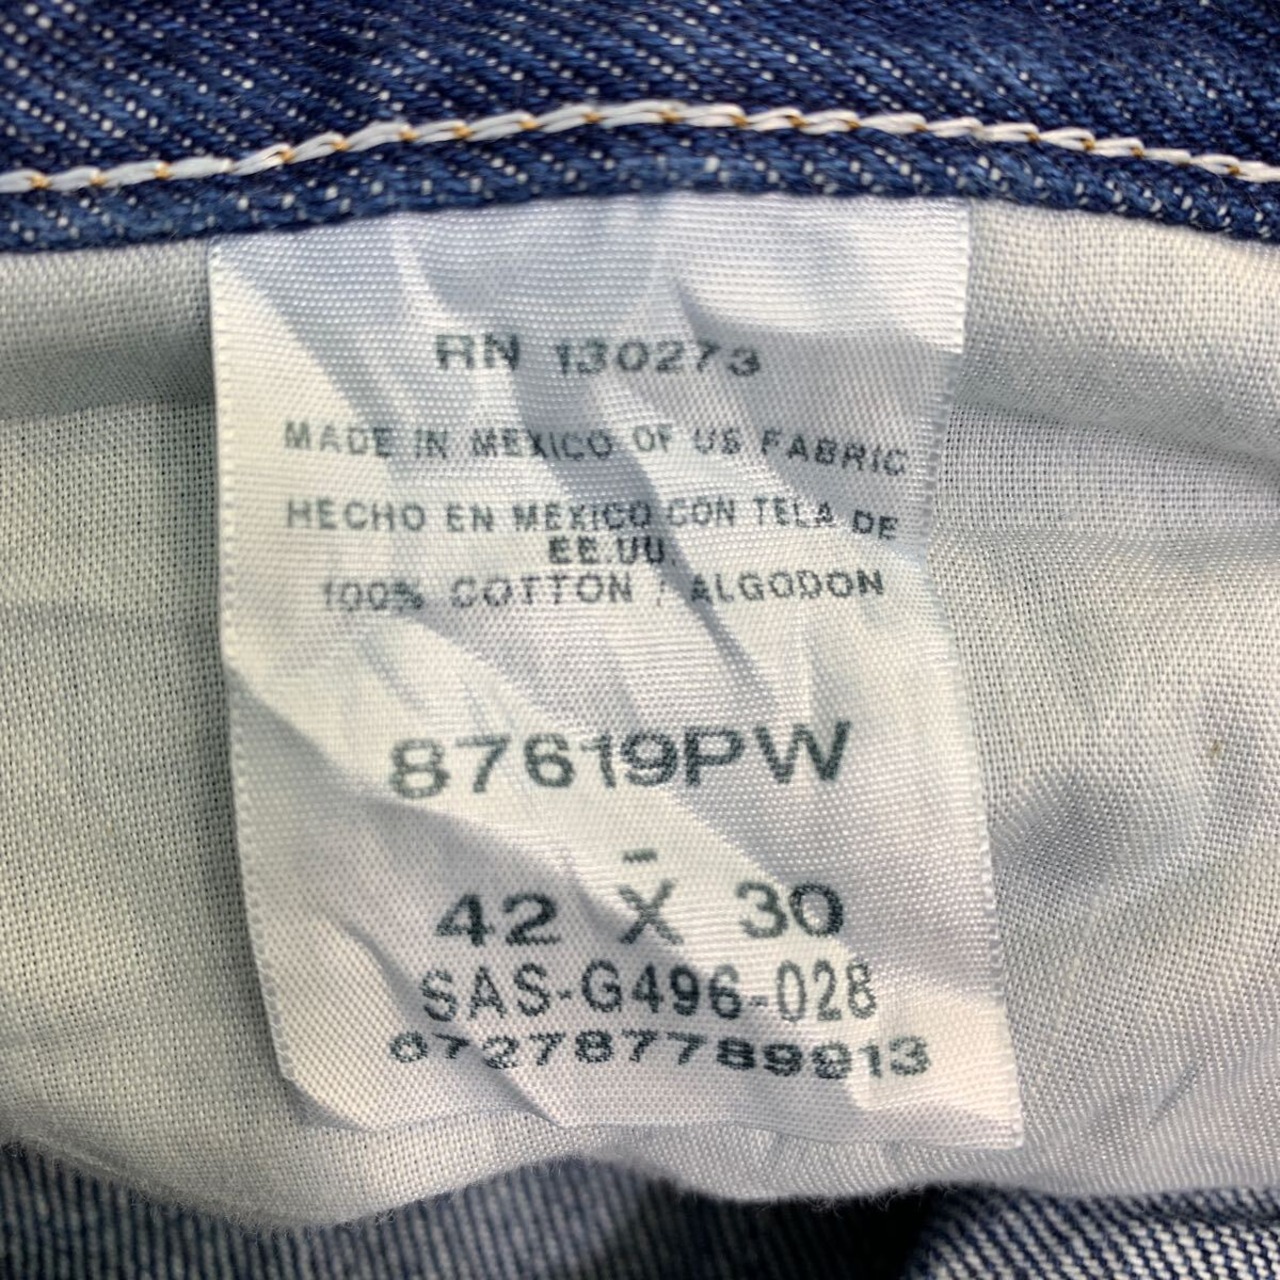 RN 130273
MADE IN MEXICO OF US FABRIC
HECHO EN MEXICO CON TELA DE
EE.UU.
100% COTTON / ALGODON
87619PW
-
42 X 30
SAS-G496-028